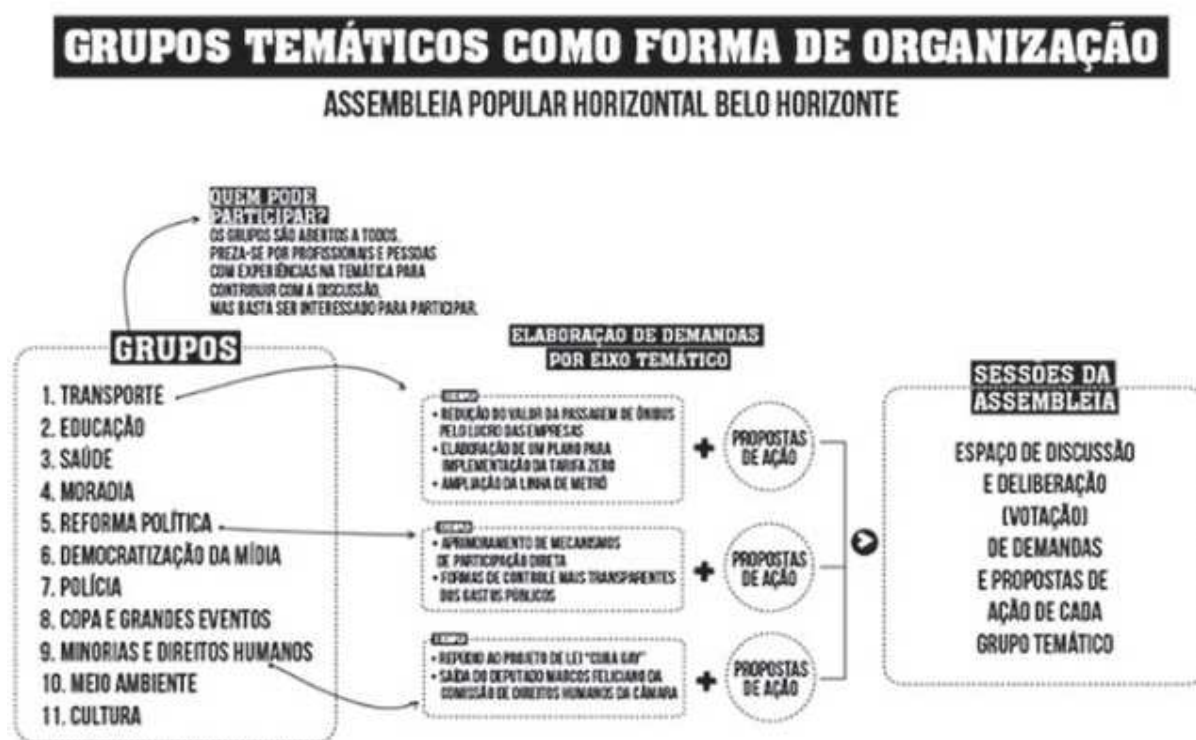 GRUPOS TEMÁTICOS COMO FORMA DE ORGANIZAÇÃO
ASSEMBLEIA POPULAR HORIZONTAL BELO HORIZONTE
QUEM PODE
PARTICIPAR?
OS GRUPOS SÃO ABERTOS A TODOS.
PREZA-SE POR PROFISSIONAIS E PESSOAS
COM EXPERIÊNCIAS NA TEMÁTICA PARA
CONTRIBUIR COM A DISCUSSÃO,
MAS BASTA SER INTERESSADO PARA PARTICIPAR.
GRUPOS
1. TRANSPORTE
2. EDUCAÇÃO
3. SAÚDE
4. MORADIA
5. REFORMA POLÍTICA
6. DEMOCRATIZAÇÃO DA MÍDIA
7. POLÍCIA
8. COPA E GRANDES EVENTOS
9. MINORIAS E DIREITOS HUMANOS
10. MEIO AMBIENTE
11. CULTURA
ELABORAÇÃO DE DEMANDAS
POR EIXO TEMÁTICO
• REDUÇÃO DO VALOR DA PASSAGEM DE ÔNIBUS
PELO LUCRO DAS EMPRESAS
• ELABORAÇÃO DE UM PLANO PARA
IMPLEMENTAÇÃO DA TARIFA ZERO
• AMPLIAÇÃO DA LINHA DE METRÔ
+
PROPOSTAS
DE AÇÃO
• APRIMORAMENTO DE MECANISMOS
DE PARTICIPAÇÃO DIRETA
• FORMAS DE CONTROLE MAIS TRANSPARENTES
DOS GASTOS PÚBLICOS
+
PROPOSTAS
DE AÇÃO
• REPÚDIO AO PROJETO DE LEI "CURA GAY"
• SAÍDA DO DEPUTADO MARCOS FELICIANO DA
COMISSÃO DE DIREITOS HUMANOS DA CÂMARA
+
PROPOSTAS
DE AÇÃO
SESSÕES DA
ASSEMBLEIA
ESPAÇO DE DISCUSSÃO
E DELIBERAÇÃO
(VOTAÇÃO)
DE DEMANDAS
E PROPOSTAS DE
AÇÃO DE CADA
GRUPO TEMÁTICO